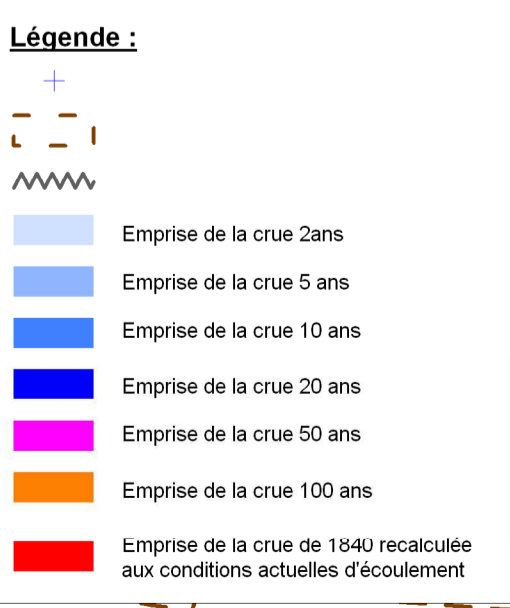 Légende :
Emprise de la crue 2ans
Emprise de la crue 5 ans
Emprise de la crue 10 ans
Emprise de la crue 20 ans
Emprise de la crue 50 ans
Emprise de la crue 100 ans
Emprise de la crue de 1840 recalculée
aux conditions actuelles d'écoulement